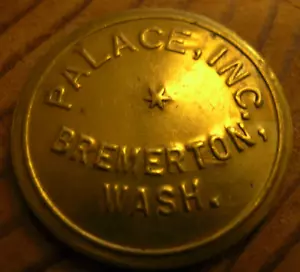 PALACE, INC.
BREMERTON,
WASH.